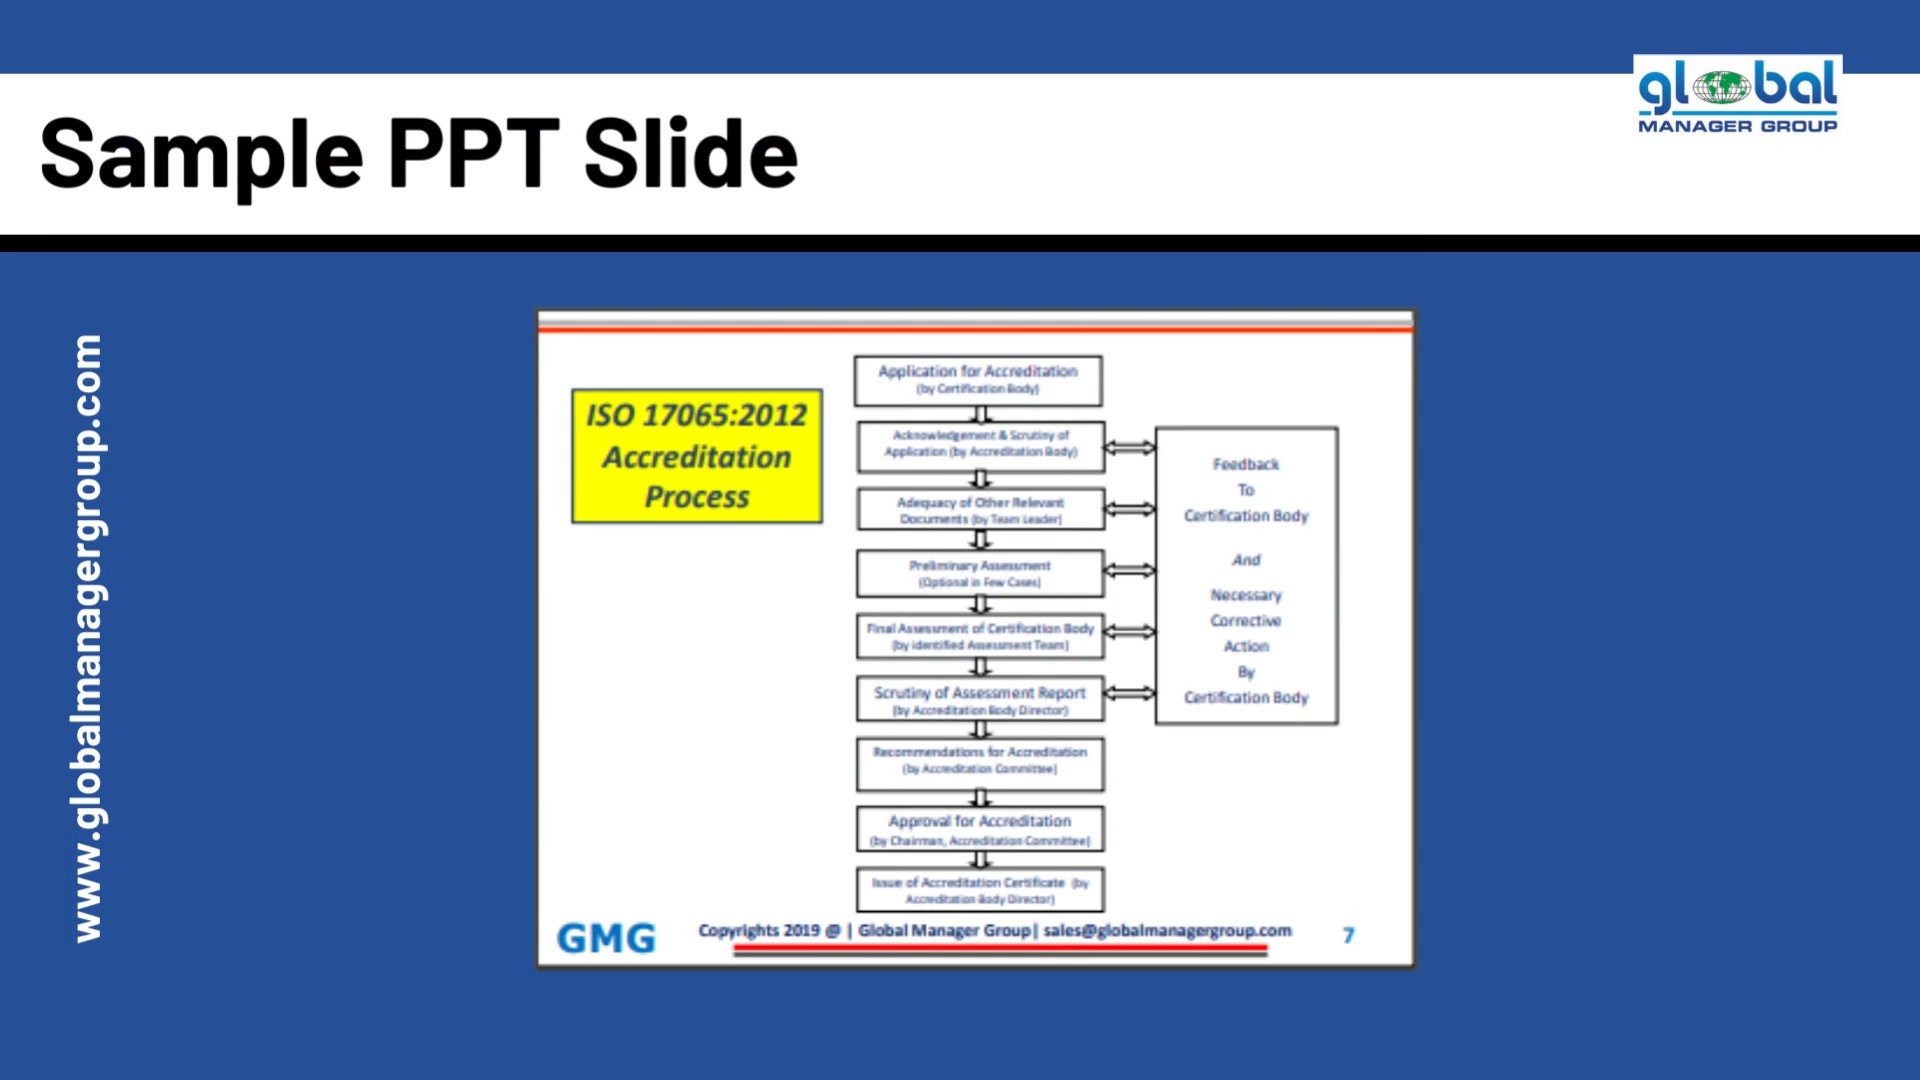 global
MANAGER GROUP
Sample PPT Slide
www.globalmanagergroup.com
ISO 17065:2012
Accreditation
Process
Application for Accreditation
(by Certification Body)
Acknowledgement & Scrutiny of
Application (by Accreditation Body)
Adequacy of Other Relevant
Documents (by Team Leader)
Preliminary Assessment
(Optional in Few Cases)
Final Assessment of Certification Body
(by identified Assessment Team)
Scrutiny of Assessment Report
(by Accreditation Body Director)
Recommendations for Accreditation
(by Accreditation Committee)
Approval for Accreditation
(by Chairman, Accreditation Committee)
Issue of Accreditation Certificate (by
Accreditation Body Director)
Feedback
To
Certification Body
And
Necessary
Corrective
Action
By
Certification Body
GMG
Copyrights 2019 @ | Global Manager Group| sales@globalmanagergroup.com
7